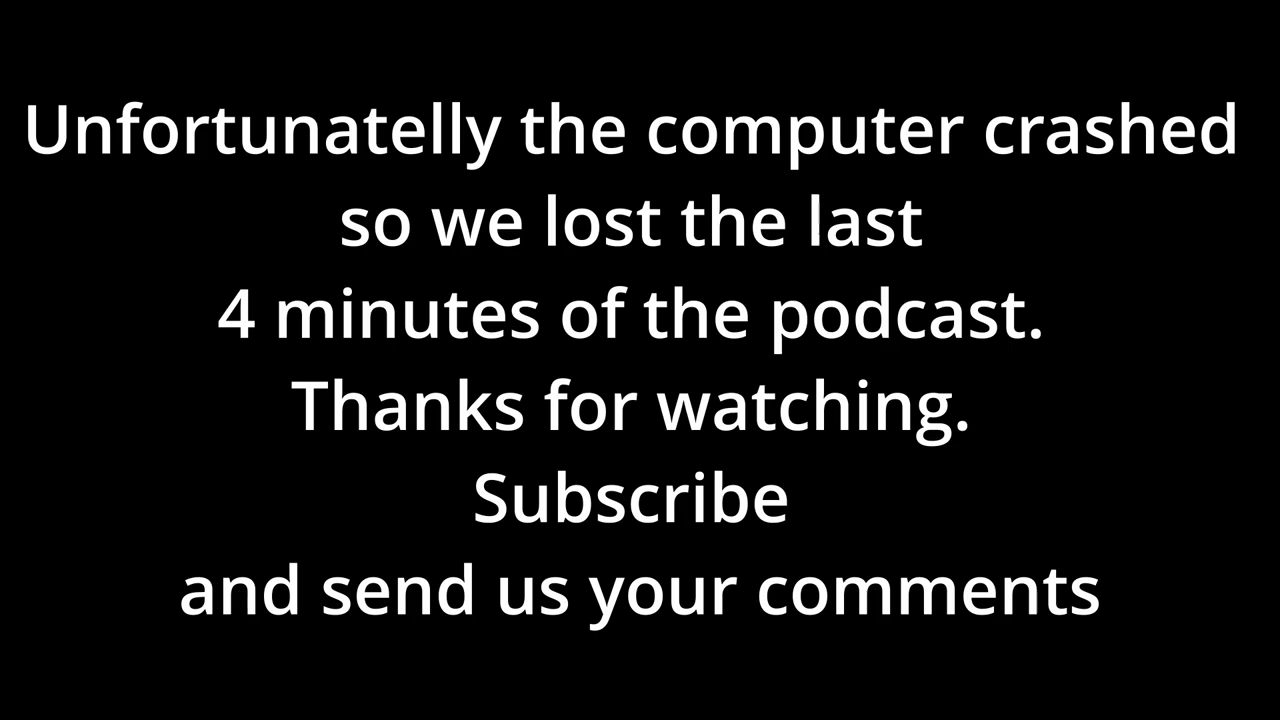 Unfortunatelly the computer crashed
so we lost the last
4 minutes of the podcast.
Thanks for watching.
Subscribe
and send us your comments